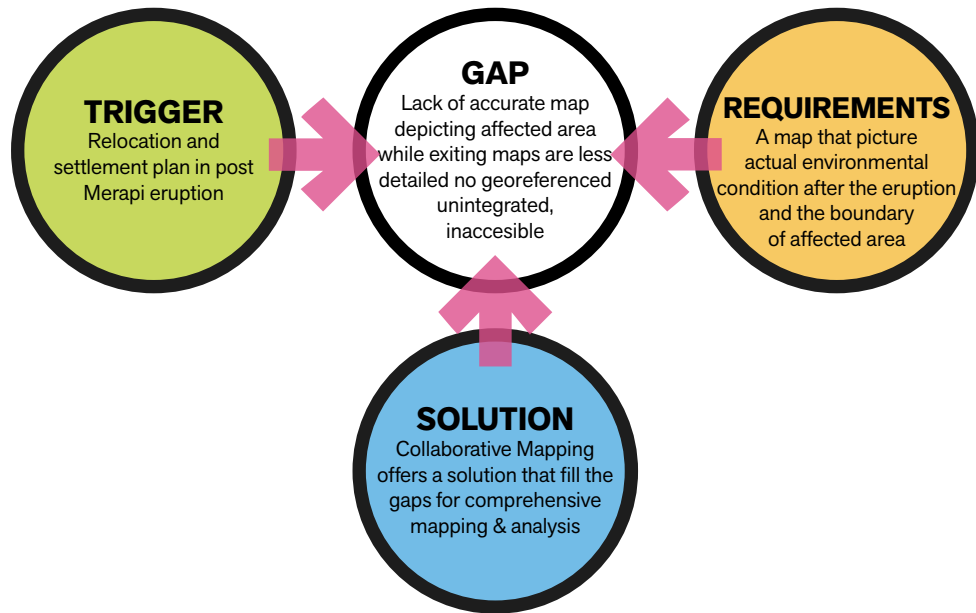 TRIGGER
Relocation and
settlement plan in post
Merapi eruption
GAP
Lack of accurate map
depicting affected area
while exiting maps are less
detailed no georeferenced
unintegrated,
inaccesible
REQUIREMENTS
A map that picture
actual environmental
condition after the eruption
and the boundary
of affected area
SOLUTION
Collaborative Mapping
offers a solution that fill the
gaps for comprehensive
mapping & analysis